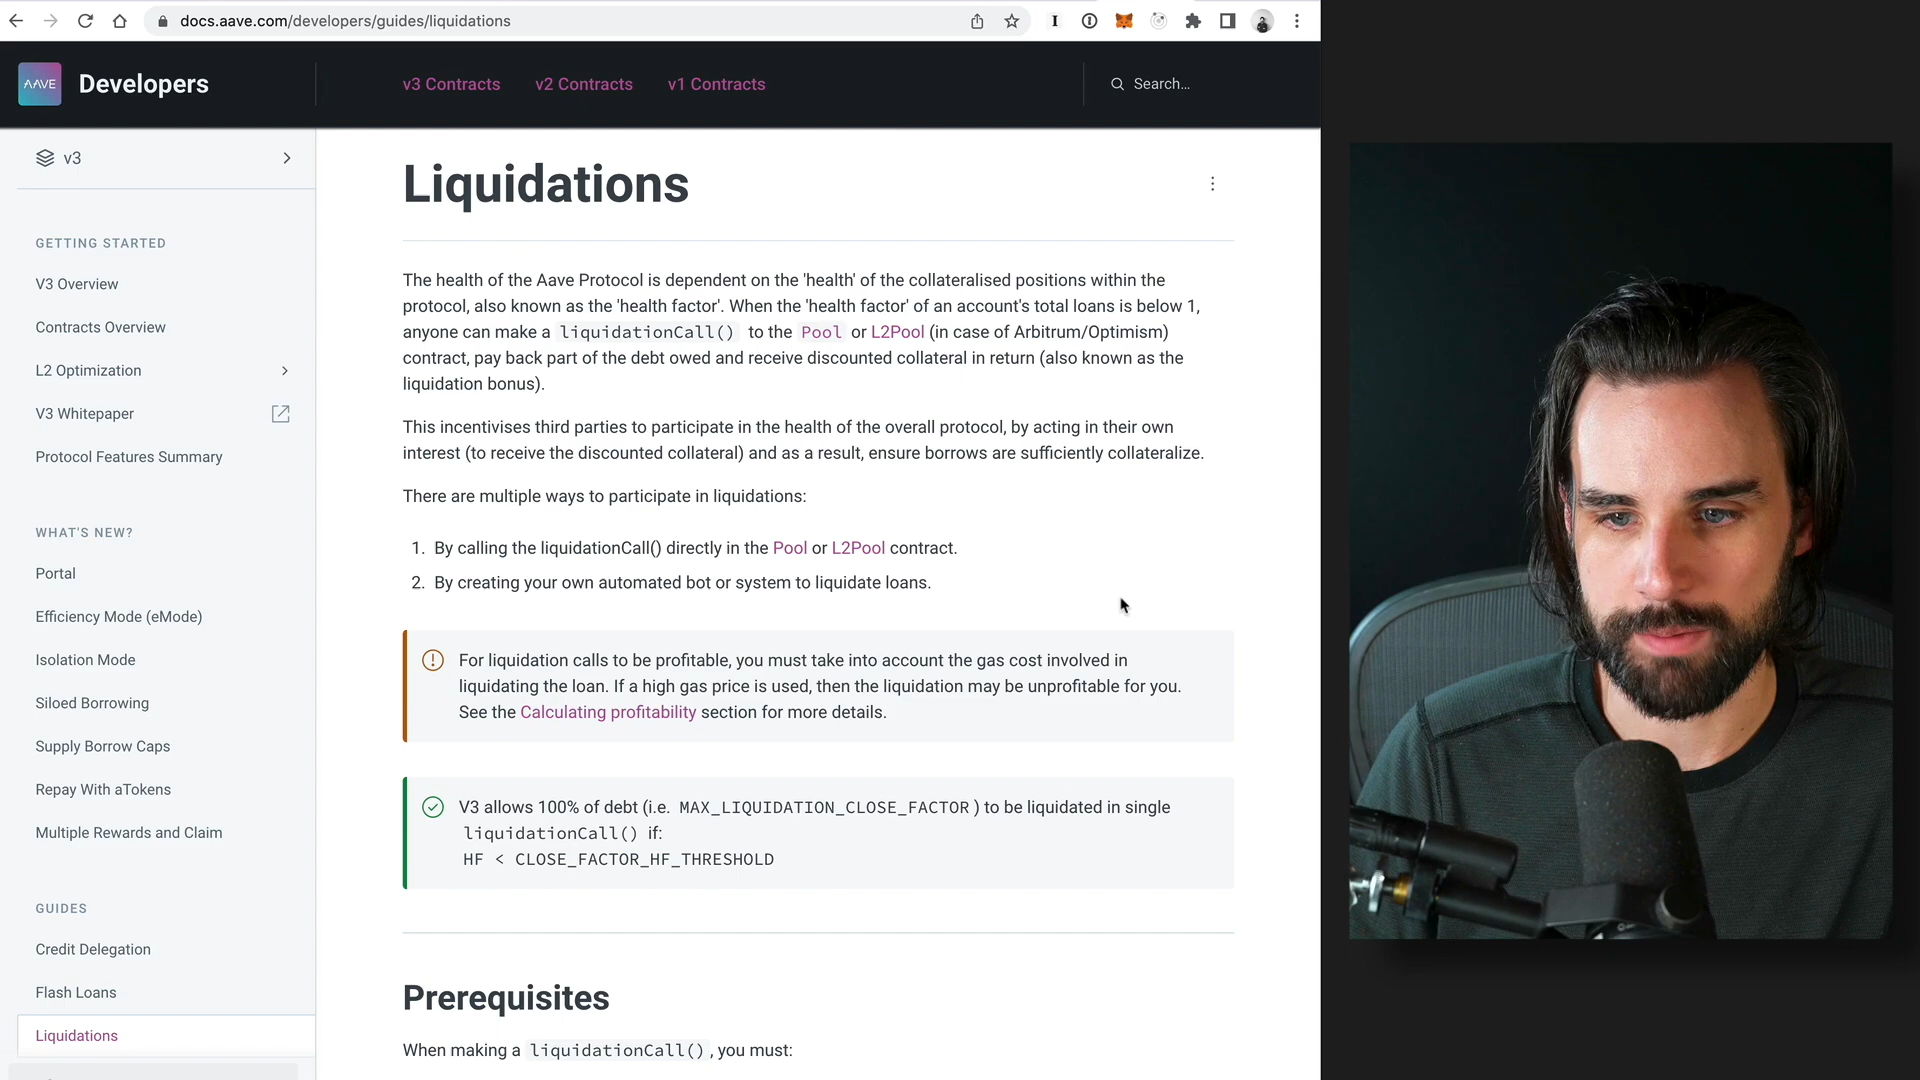 docs.aave.com/developers/guides/liquidations
AAVE
Developers
v3 Contracts
v2 Contracts
v1 Contracts
Search...
v3
GETTING STARTED
V3 Overview
Contracts Overview
L2 Optimization
V3 Whitepaper
Protocol Features Summary
WHAT'S NEW?
Portal
Efficiency Mode (eMode)
Isolation Mode
Siloed Borrowing
Supply Borrow Caps
Repay With aTokens
Multiple Rewards and Claim
GUIDES
Credit Delegation
Flash Loans
Liquidations
Liquidations
The health of the Aave Protocol is dependent on the 'health' of the collateralised positions within the
protocol, also known as the 'health factor'. When the 'health factor' of an account's total loans is below 1,
anyone can make a liquidationCall() to the Pool or L2Pool (in case of Arbitrum/Optimism)
contract, pay back part of the debt owed and receive discounted collateral in return (also known as the
liquidation bonus).
This incentivises third parties to participate in the health of the overall protocol, by acting in their own
interest (to receive the discounted collateral) and as a result, ensure borrows are sufficiently collateralize.
There are multiple ways to participate in liquidations:
1. By calling the liquidationCall() directly in the Pool or L2Pool contract.
2. By creating your own automated bot or system to liquidate loans.
For liquidation calls to be profitable, you must take into account the gas cost involved in
liquidating the loan. If a high gas price is used, then the liquidation may be unprofitable for you.
See the Calculating profitability section for more details.
V3 allows 100% of debt (i.e. MAX_LIQUIDATION_CLOSE_FACTOR) to be liquidated in single
liquidationCall() if:
HF < CLOSE_FACTOR_HF_THRESHOLD
Prerequisites
When making a liquidationCall(), you must: